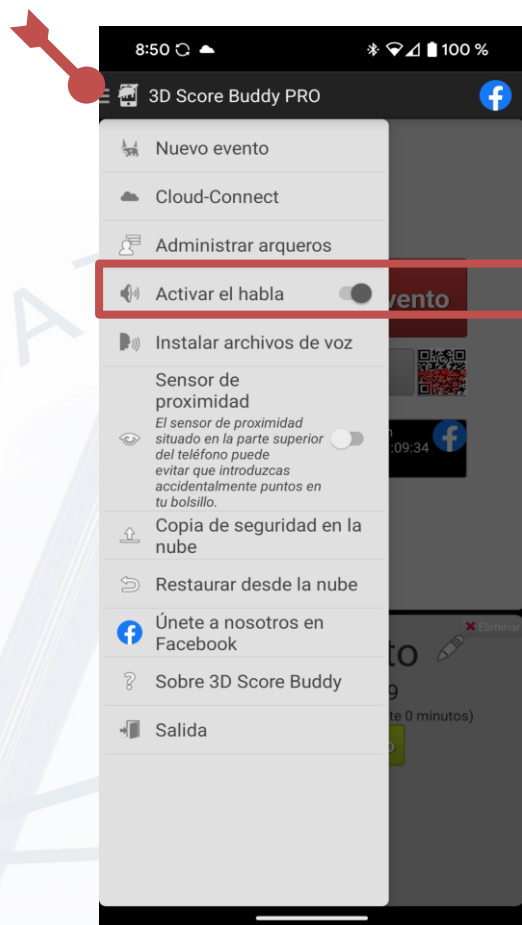 8:50
100 %
3D Score Buddy PRO
Nuevo evento
Cloud-Connect
Administrar arqueros
Activar el habla
vento
Instalar archivos de voz
Sensor de
proximidad
El sensor de proximidad
situado en la parte superior
del teléfono puede
evitar que introduzcas
accidentalmente puntos en
tu bolsillo.
:09:34
Copia de seguridad en la
nube
Restaurar desde la nube
Únete a nosotros en
Facebook
Eliminar
to
Sobre 3D Score Buddy
9
te 0 minutos)
Salida